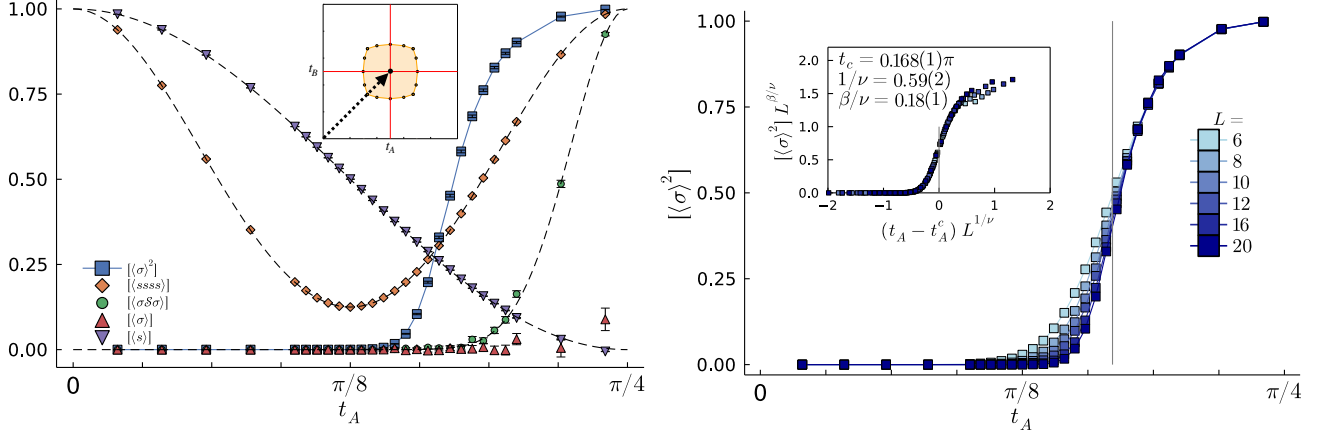 1.00
0.75
0.50
0.25
0.00
0
π/8
π/4
t_A
t_B
t_A
[⟨σ⟩²]
[⟨ssss⟩]
[⟨σSσ⟩]
[⟨σ⟩]
[⟨s⟩]
1.00
0.75
0.50
0.25
0.00
[⟨σ⟩²]
0
π/8
π/4
t_A
t_c = 0.168(1)π
1/ν = 0.59(2)
β/ν = 0.18(1)
2.0
1.5
1.0
0.5
0.0
[⟨σ⟩²] L^{β/ν}
−2 −1 0 1 2
(t_A − t_A^c) L^{1/ν}
L =
6
8
10
12
16
20